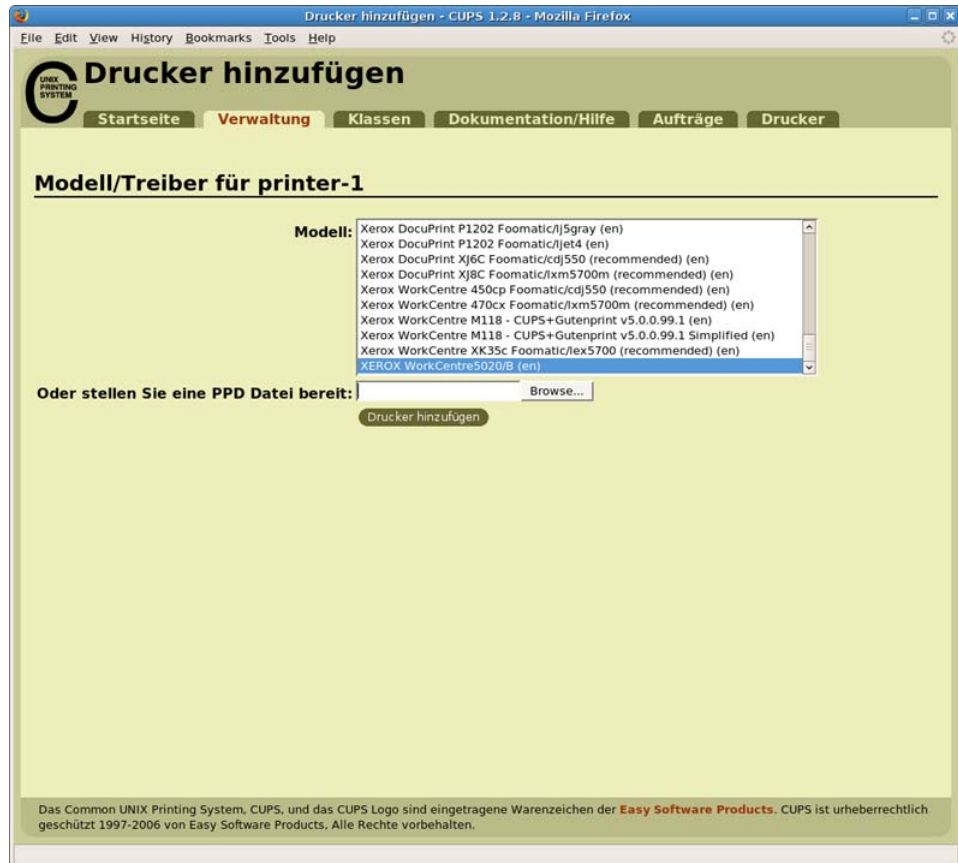 Drucker hinzufügen - CUPS 1.2.8 - Mozilla Firefox
File Edit View History Bookmarks Tools Help
UNIX
PRINTING
SYSTEM
Drucker hinzufügen
Startseite Verwaltung Klassen Dokumentation/Hilfe Aufträge Drucker
Modell/Treiber für printer-1
Modell:
Xerox DocuPrint P1202 Foomatic/lj5gray (en)
Xerox DocuPrint P1202 Foomatic/ljet4 (en)
Xerox DocuPrint XJ6C Foomatic/cdj550 (recommended) (en)
Xerox DocuPrint XJ8C Foomatic/lxm5700m (recommended) (en)
Xerox WorkCentre 450cp Foomatic/cdj550 (recommended) (en)
Xerox WorkCentre 470cx Foomatic/lxm5700m (recommended) (en)
Xerox WorkCentre M118 - CUPS+Gutenprint v5.0.0.99.1 (en)
Xerox WorkCentre M118 - CUPS+Gutenprint v5.0.0.99.1 Simplified (en)
Xerox WorkCentre XK35c Foomatic/lex5700 (recommended) (en)
XEROX WorkCentre5020/B (en)
Oder stellen Sie eine PPD Datei bereit: Browse...
Drucker hinzufügen
Das Common UNIX Printing System, CUPS, und das CUPS Logo sind eingetragene Warenzeichen der Easy Software Products. CUPS ist urheberrechtlich
geschützt 1997-2006 von Easy Software Products, Alle Rechte vorbehalten.